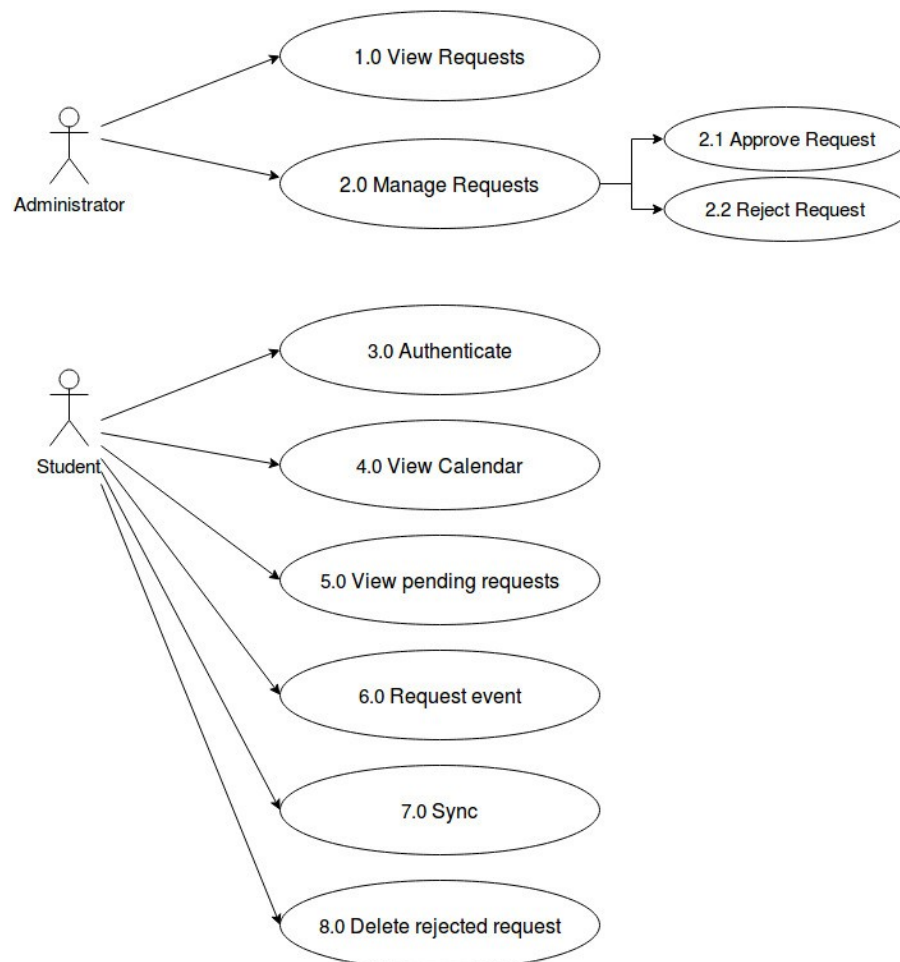 1.0 View Requests
Administrator
2.0 Manage Requests
2.1 Approve Request
2.2 Reject Request
Student
3.0 Authenticate
4.0 View Calendar
5.0 View pending requests
6.0 Request event
7.0 Sync
8.0 Delete rejected request